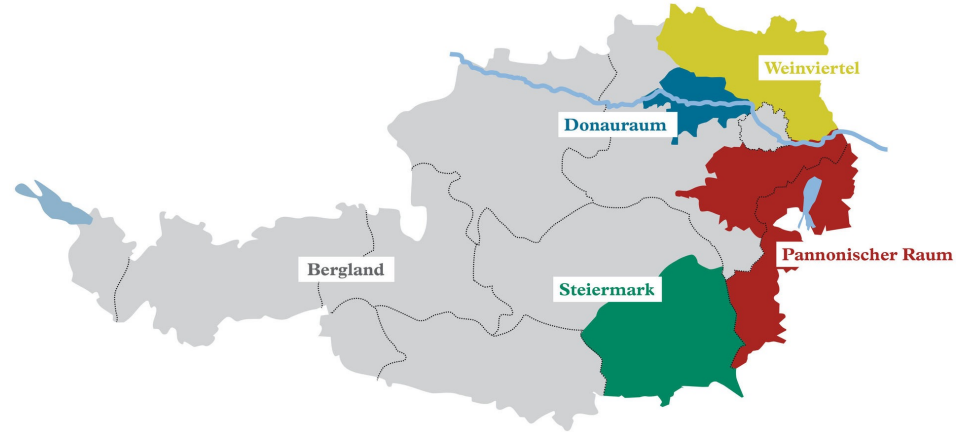 Weinviertel
Donauraum
Pannonischer Raum
Bergland
Steiermark